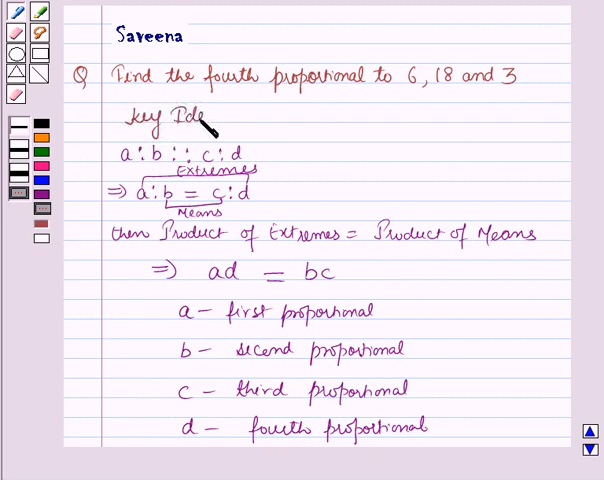 Saveena
Q Find the fourth proportional to 6, 18 and 3
Key Ide
a : b : : c : d
Extremes
⇒ a : b = c : d
Means
then Product of Extremes = Product of Means
⇒ ad = bc
a – first proportional
b – second proportional
c – third proportional
d – fourth proportional